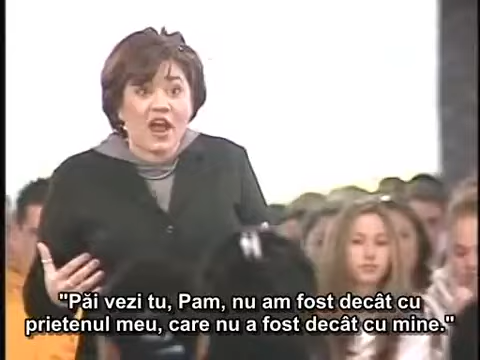 "Păi vezi tu, Pam, nu am fost decât cu
prietenul meu, care nu a fost decât cu mine."